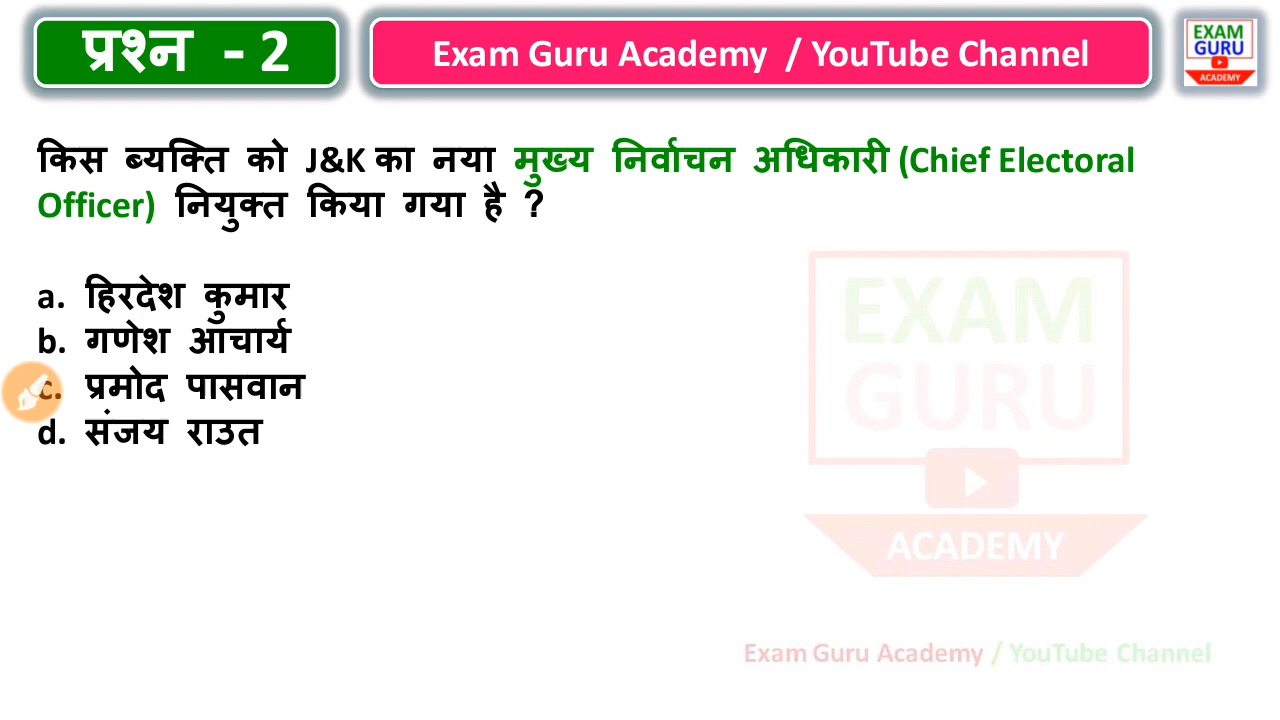 प्रश्न - 2
Exam Guru Academy / YouTube Channel
EXAM
GURU
ACADEMY
किस ब्यक्ति को J&K का नया मुख्य निर्वाचन अधिकारी (Chief Electoral
Officer) नियुक्त किया गया है ?
a. हिरदेश कुमार
b. गणेश आचार्य
c. प्रमोद पासवान
d. संजय राउत
EXAM
GURU
ACADEMY
Exam Guru Academy / YouTube Channel